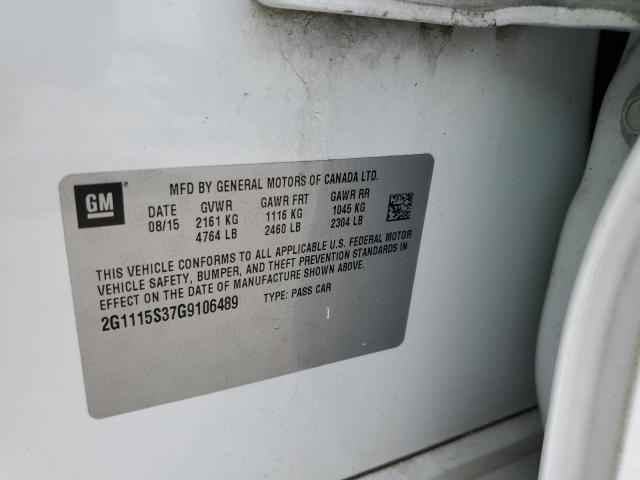 MFD BY GENERAL MOTORS OF CANADA LTD.
GM
DATE GVWR GAWR FRT GAWR RR
08/15 2161 KG 1116 KG 1045 KG
4764 LB 2460 LB 2304 LB
THIS VEHICLE CONFORMS TO ALL APPLICABLE U.S. FEDERAL MOTOR
VEHICLE SAFETY, BUMPER, AND THEFT PREVENTION STANDARDS IN
EFFECT ON THE DATE OF MANUFACTURE SHOWN ABOVE.
2G1115S37G9106489 TYPE: PASS CAR